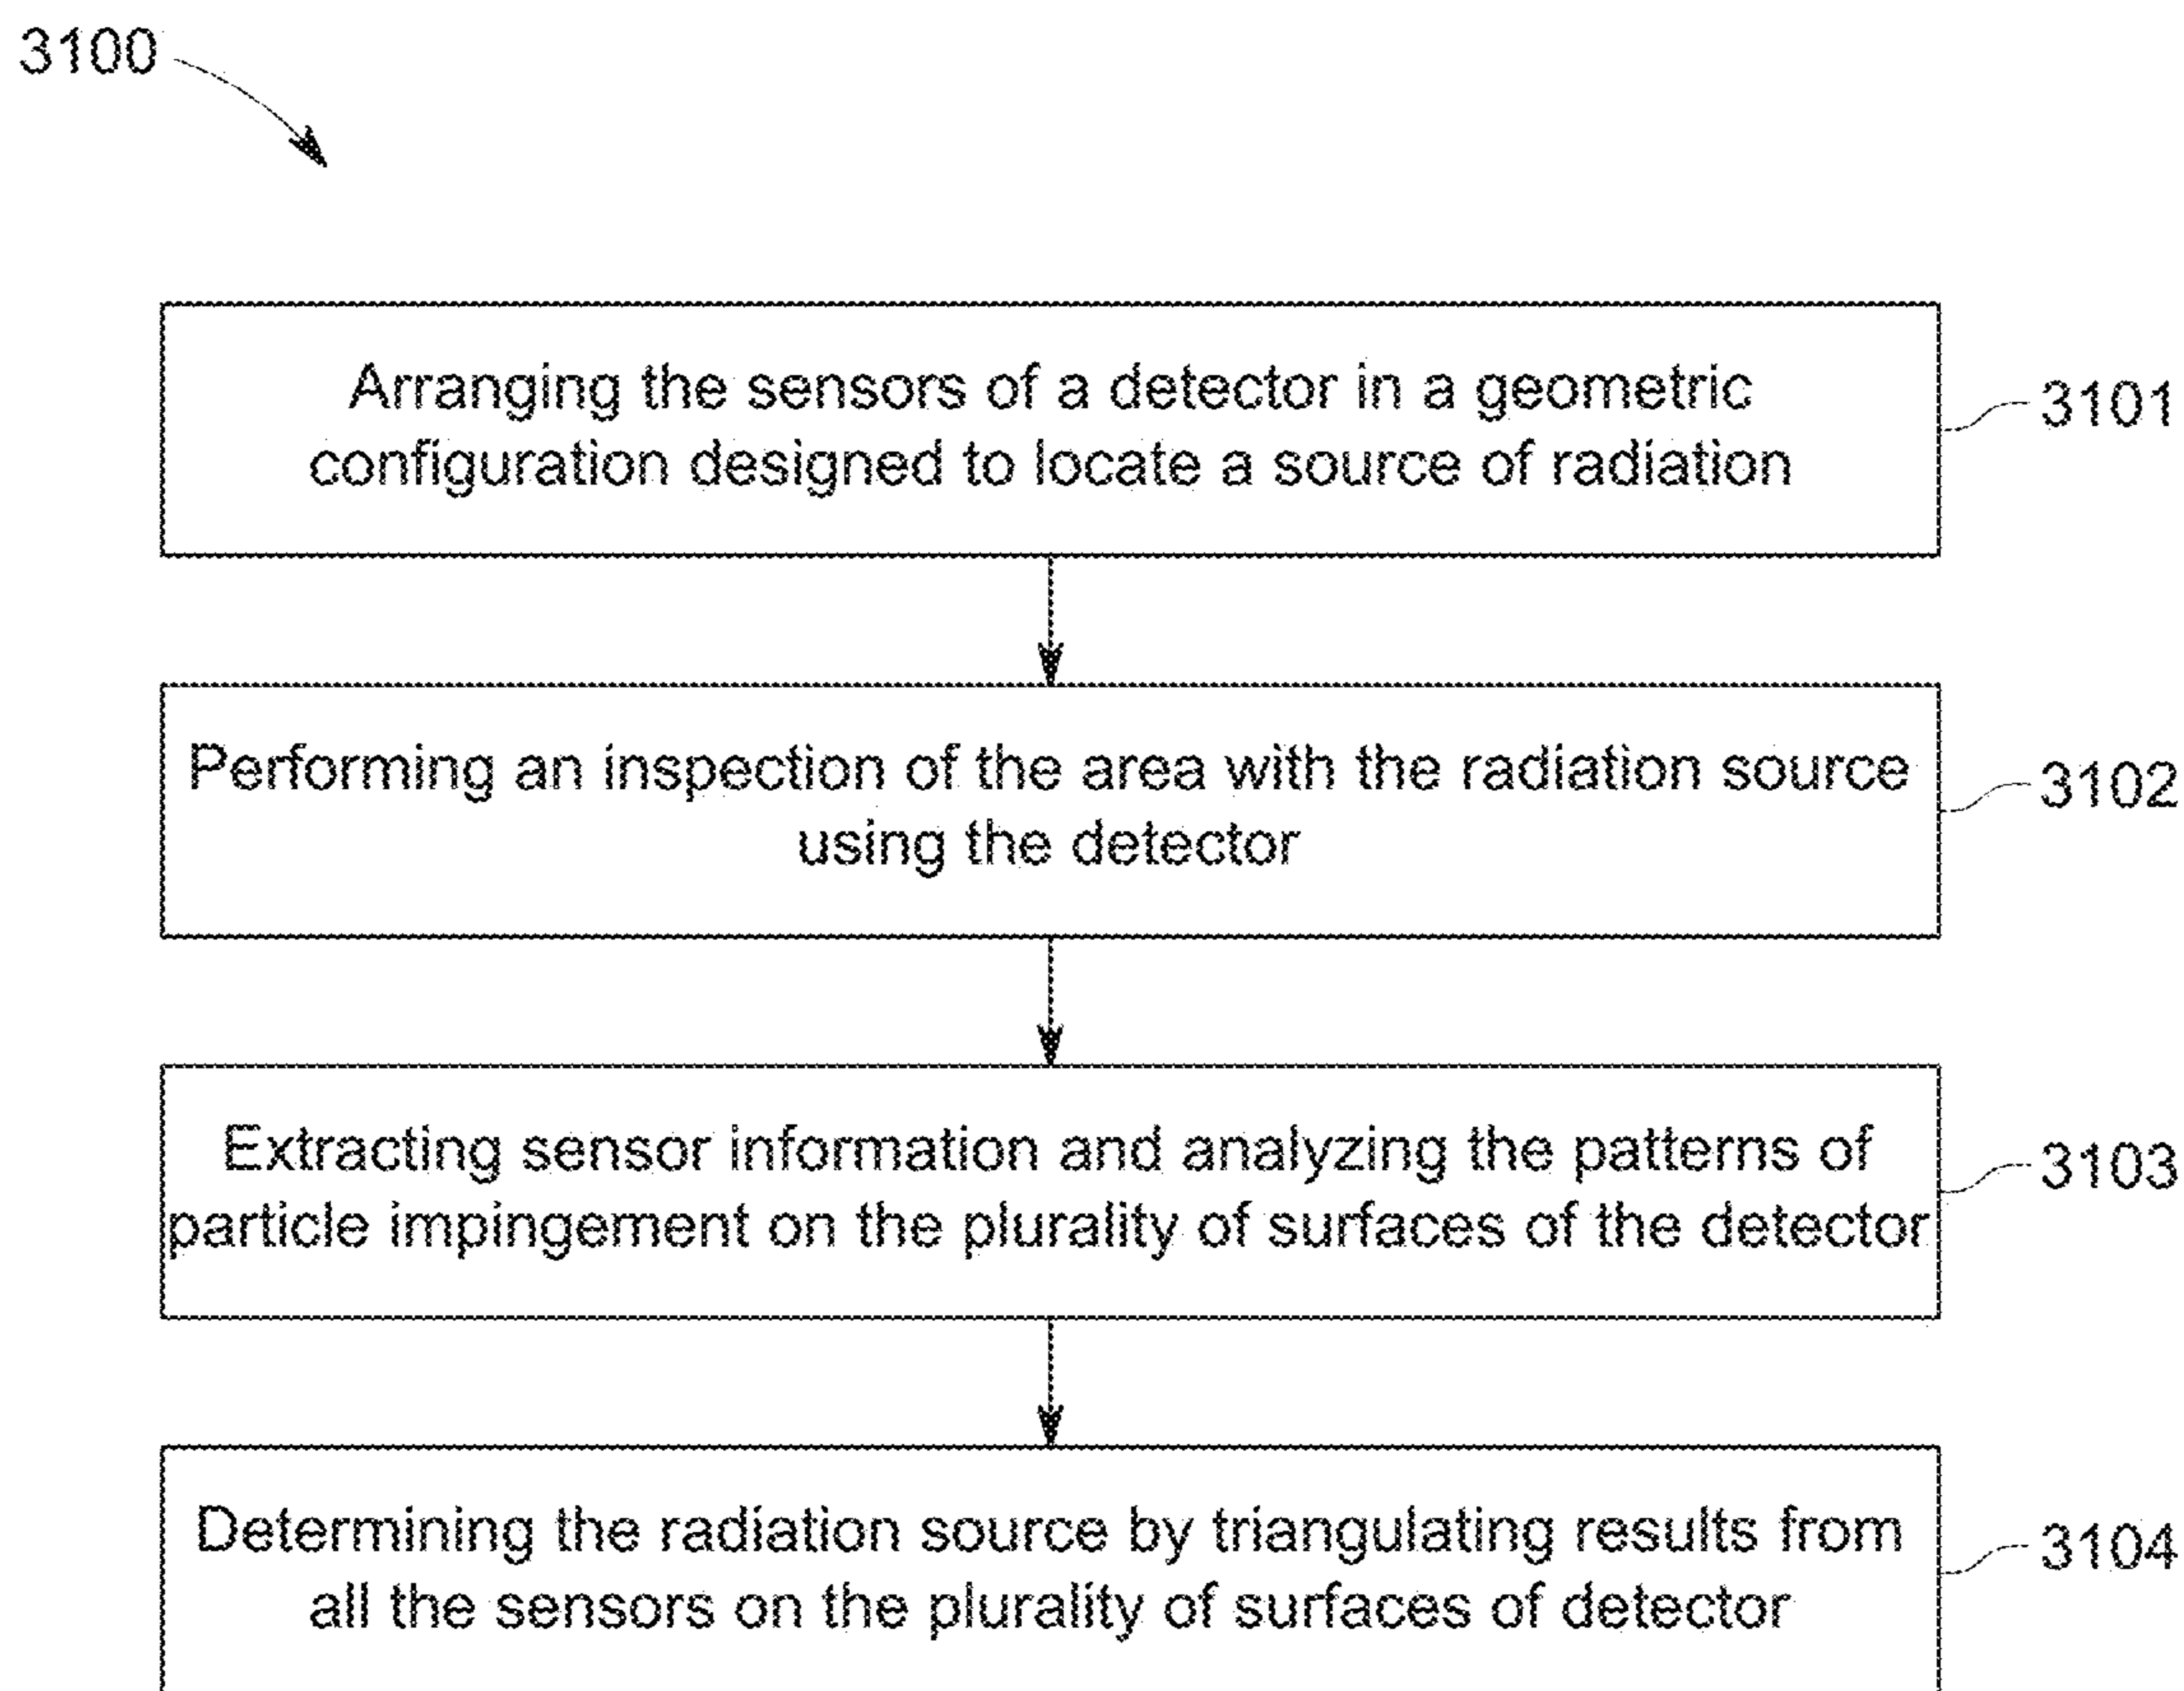 3100
Arranging the sensors of a detector in a geometric
configuration designed to locate a source of radiation
3101
Performing an inspection of the area with the radiation source
using the detector
3102
Extracting sensor information and analyzing the patterns of
particle impingement on the plurality of surfaces of the detector
3103
Determining the radiation source by triangulating results from
all the sensors on the plurality of surfaces of detector
3104